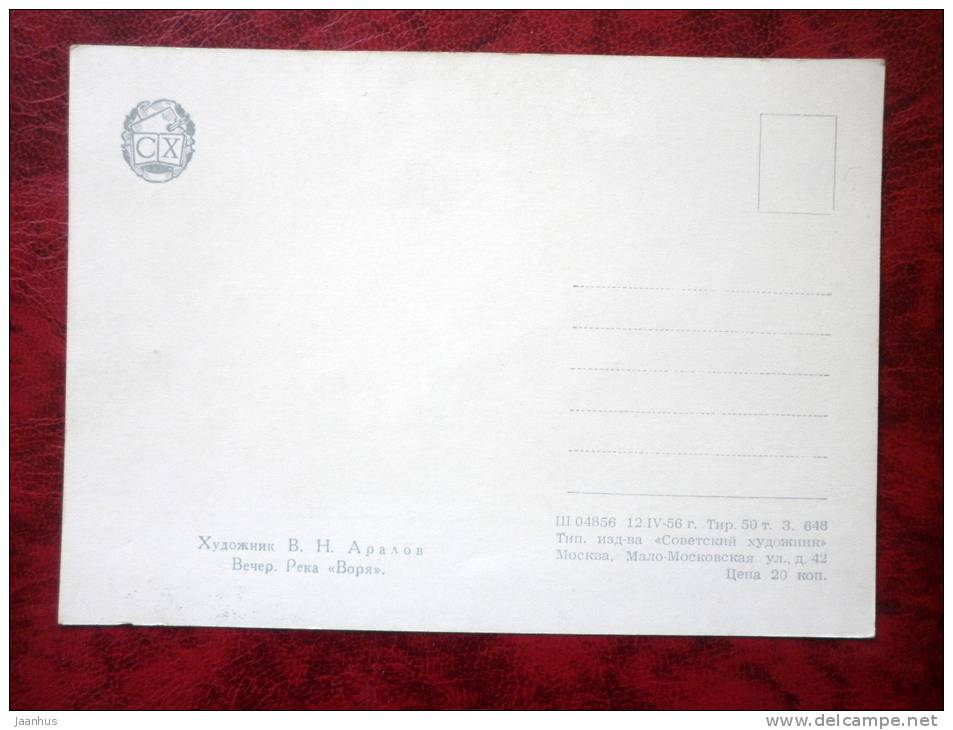 СХ
Художник В. Н. Аралов
Вечер. Река «Воря».
Ш 04856 12.IV-56 г. Тир. 50 т. З. 648
Тип. изд-ва «Советский художник»
Москва, Мало-Московская ул., д. 42
Цена 20 коп.
jaanhus
www.delcampe.net